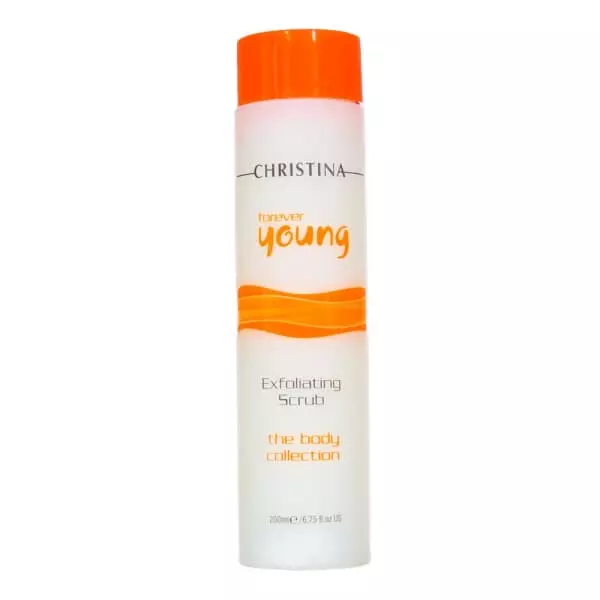 CHRISTINA
forever
young
Exfoliating
Scrub
the body
collection
200ml℮/6.75 fl oz US